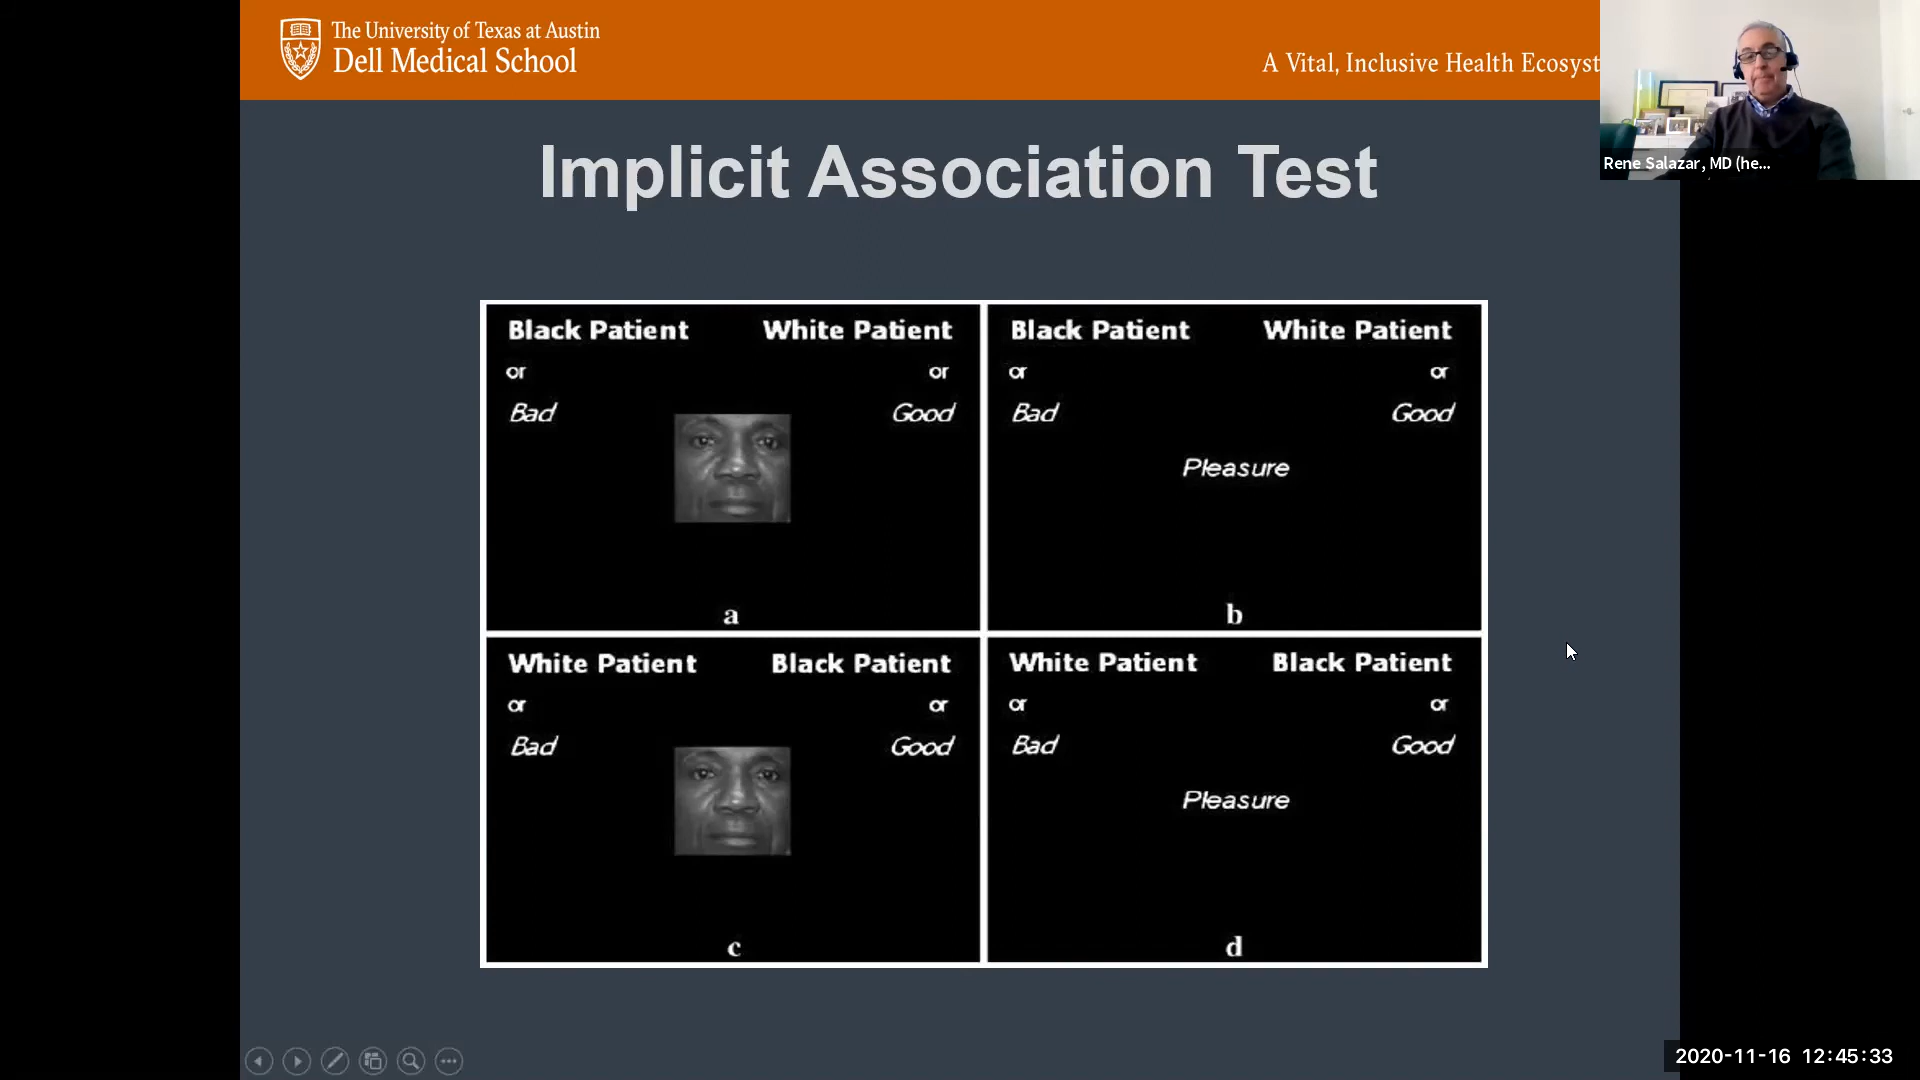 The University of Texas at Austin
Dell Medical School
A Vital, Inclusive Health Ecosyst
Rene Salazar, MD (he...
Implicit Association Test
Black Patient White Patient
or or
Bad Good
a
Black Patient White Patient
or or
Bad Good
Pleasure
b
White Patient Black Patient
or or
Bad Good
c
White Patient Black Patient
or or
Bad Good
Pleasure
d
2020-11-16 12:45:33